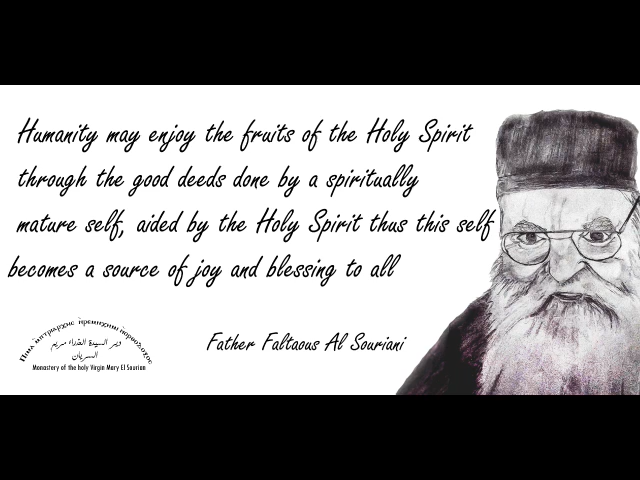 Humanity may enjoy the fruits of the Holy Spirit
through the good deeds done by a spiritually
mature self, aided by the Holy Spirit thus this self
becomes a source of joy and blessing to all
Father Faltaous Al Souriani
دير السيدة العذراء مريم
السريان
Monastery of the holy Virgin Mary El Sourian